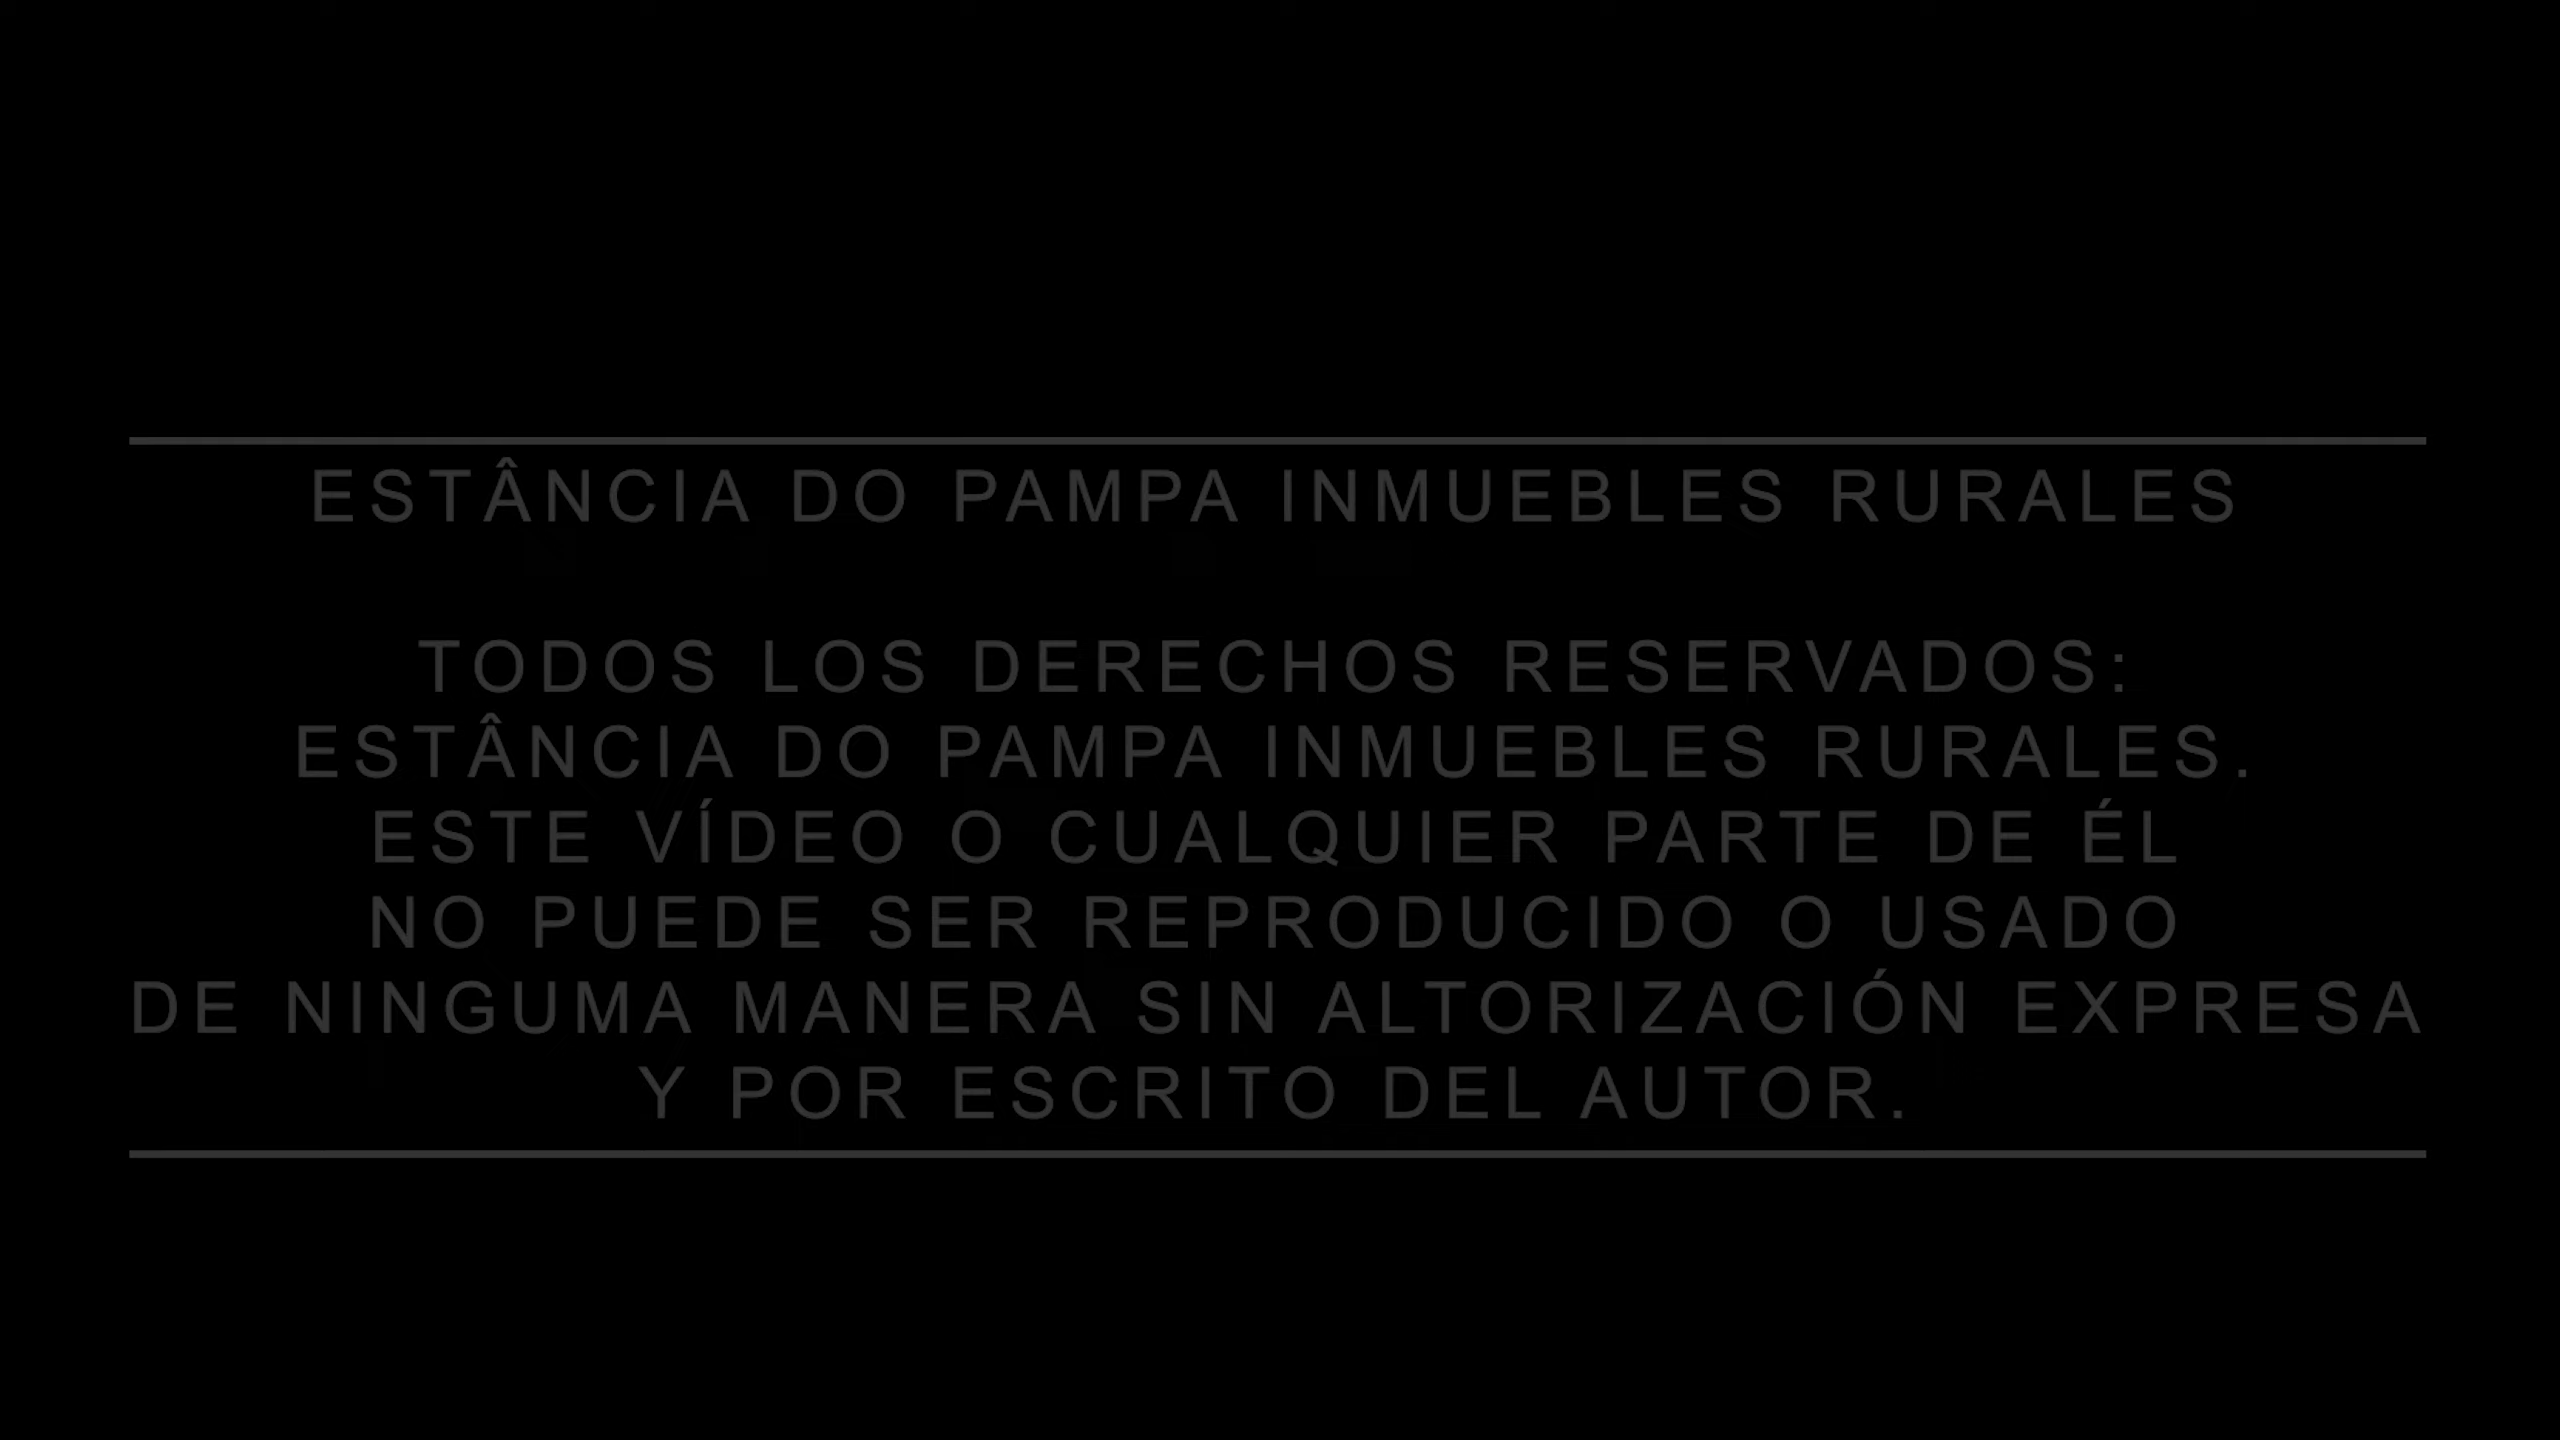 ESTÂNCIA DO PAMPA INMUEBLES RURALES
TODOS LOS DERECHOS RESERVADOS:
ESTÂNCIA DO PAMPA INMUEBLES RURALES.
ESTE VÍDEO O CUALQUIER PARTE DE ÉL
NO PUEDE SER REPRODUCIDO O USADO
DE NINGUMA MANERA SIN ALTORIZACIÓN EXPRESA
Y POR ESCRITO DEL AUTOR.